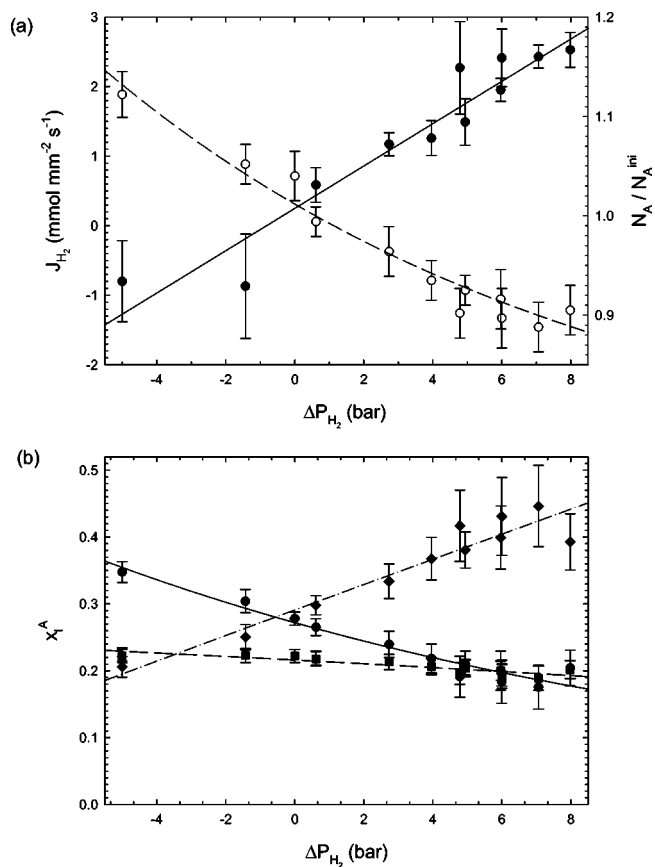 (a)
3
2
1
0
-1
-2
J_H₂ (mmol mm⁻² s⁻¹)
1.2
1.1
1.0
0.9
N_A / N_A^ini
-4 -2 0 2 4 6 8
ΔP_H₂ (bar)
(b)
0.5
0.4
0.3
0.2
0.1
0.0
x_i^A
-4 -2 0 2 4 6 8
ΔP_H₂ (bar)